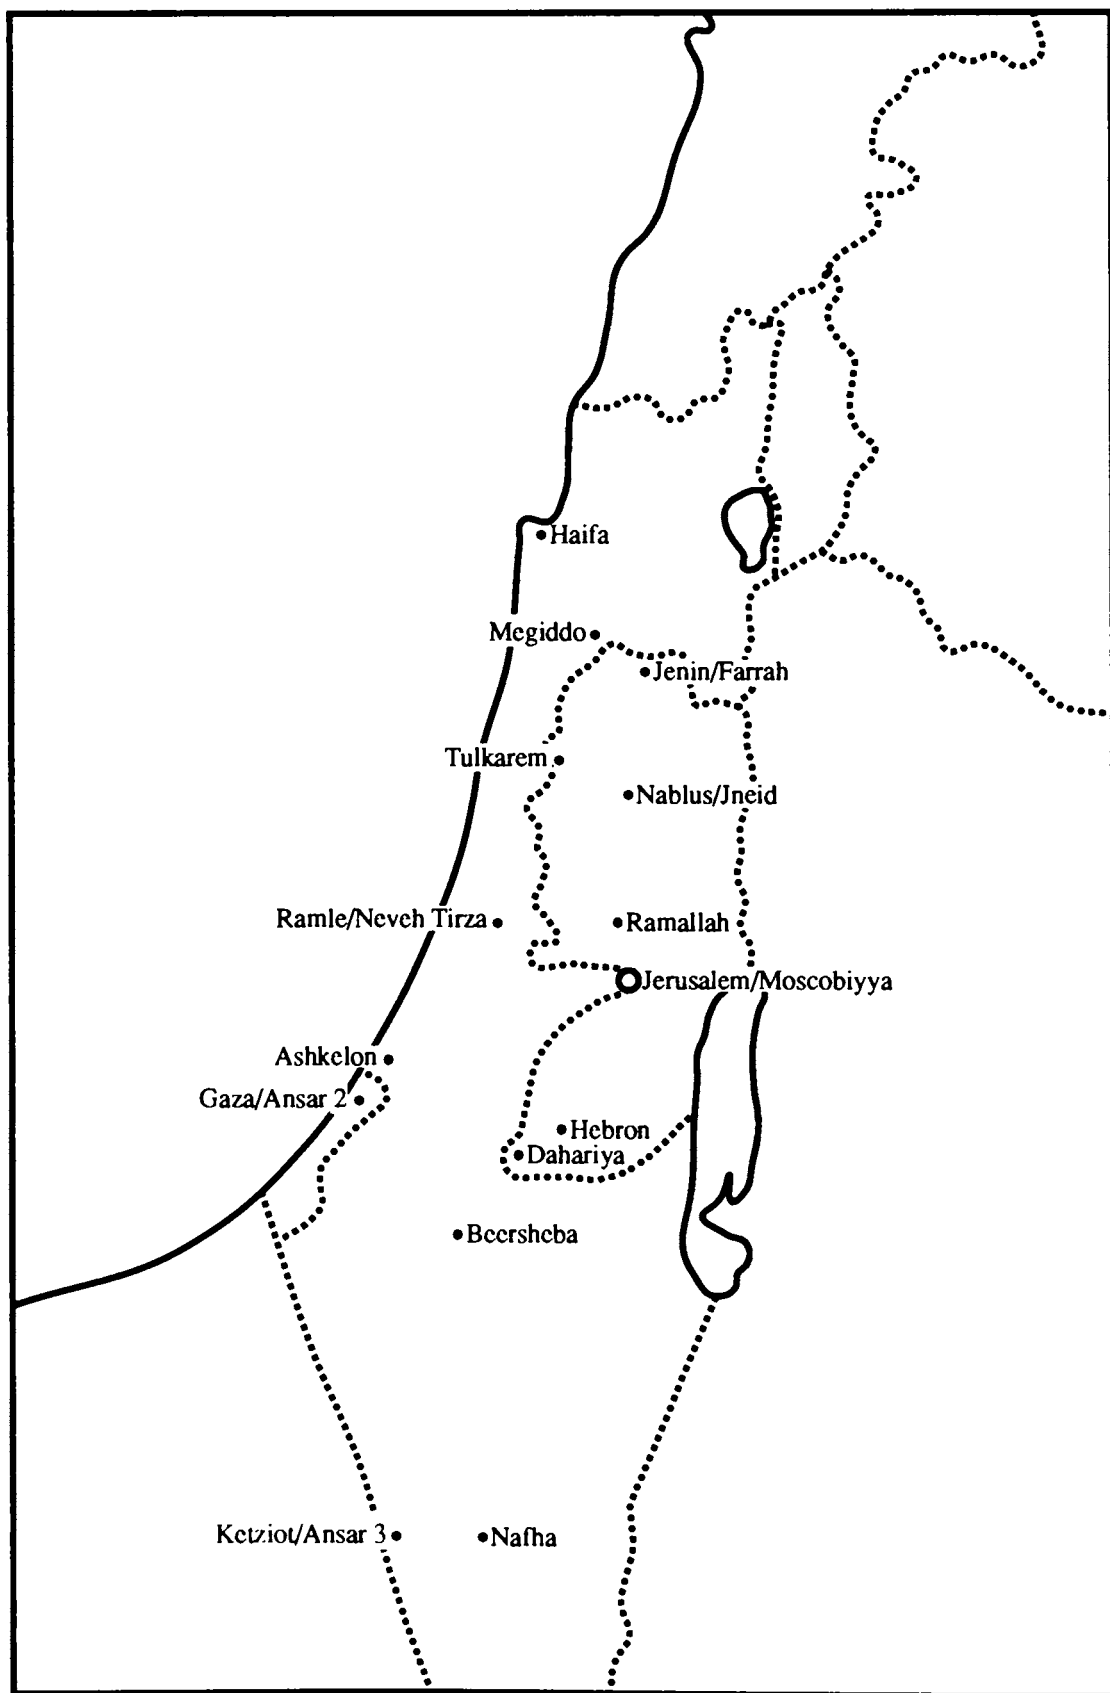 Haifa
Megiddo
Jenin/Farrah
Tulkarem
Nablus/Jneid
Ramle/Neveh Tirza
Ramallah
Jerusalem/Moscobiyya
Ashkelon
Gaza/Ansar 2
Hebron
Dahariya
Beersheba
Ketziot/Ansar 3
Nafha